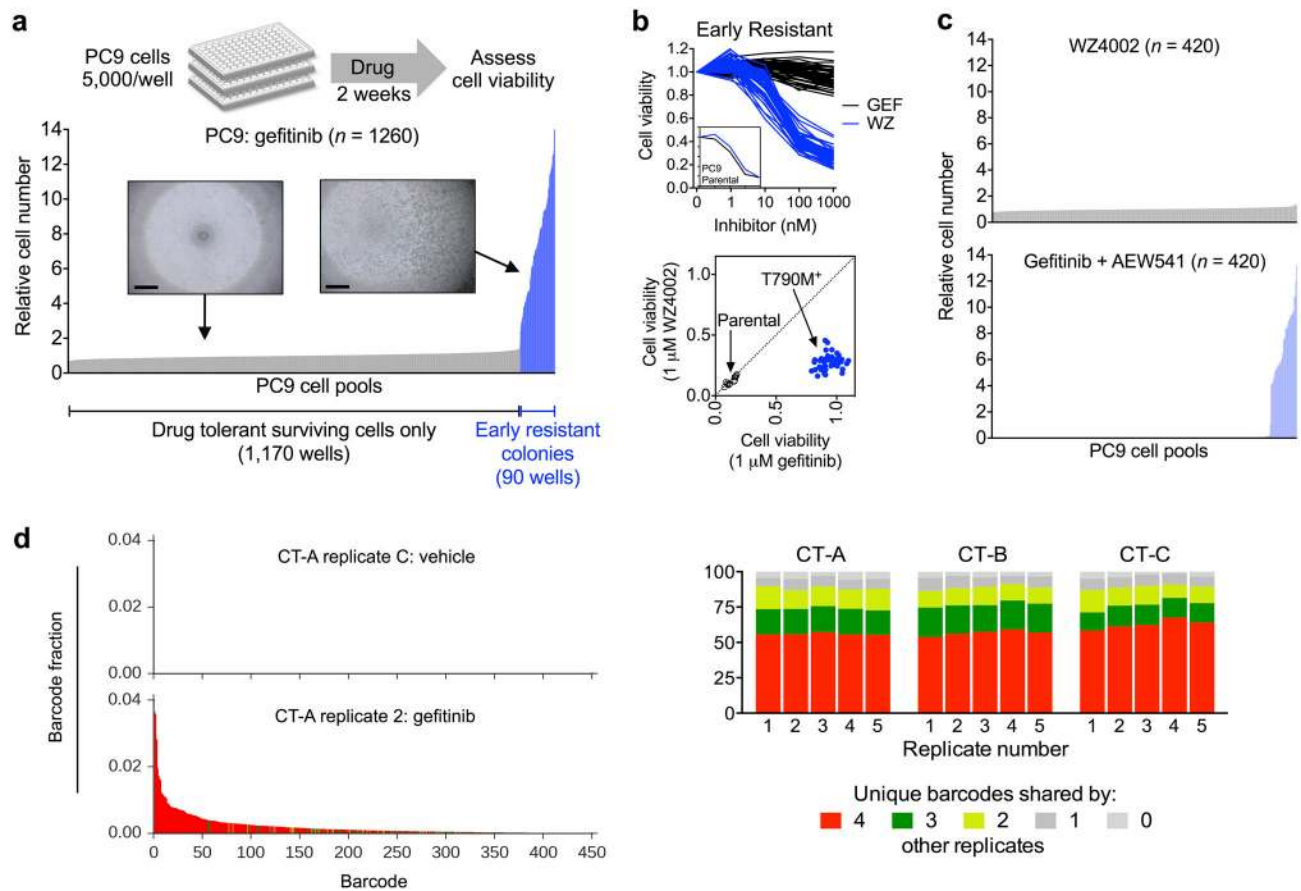 a
PC9 cells
5,000/well
Drug
2 weeks
Assess
cell viability
PC9: gefitinib (n = 1260)
Relative cell number
14
12
10
8
6
4
2
0
PC9 cell pools
Drug tolerant surviving cells only
(1,170 wells)
Early resistant
colonies
(90 wells)
b
Early Resistant
Cell viability
1.2
1.0
0.8
0.6
0.4
0.2
0.0
GEF
WZ
PC9
Parental
0 1 10 100 1000
Inhibitor (nM)
Cell viability
(1 µM WZ4002)
1.0
0.5
0.0
T790M+
Parental
0.0 0.5 1.0
Cell viability
(1 µM gefitinib)
c
WZ4002 (n = 420)
Relative cell number
14
12
10
8
6
4
2
0
Gefitinib + AEW541 (n = 420)
14
12
10
8
6
4
2
0
PC9 cell pools
d
Barcode fraction
0.04
0.02
0.00
CT-A replicate C: vehicle
0.04
0.02
0.00
CT-A replicate 2: gefitinib
0 50 100 150 200 250 300 350 400 450
Barcode
CT-A CT-B CT-C
100
75
50
25
0
1 2 3 4 5 1 2 3 4 5 1 2 3 4 5
Replicate number
Unique barcodes shared by:
4 3 2 1 0
other replicates